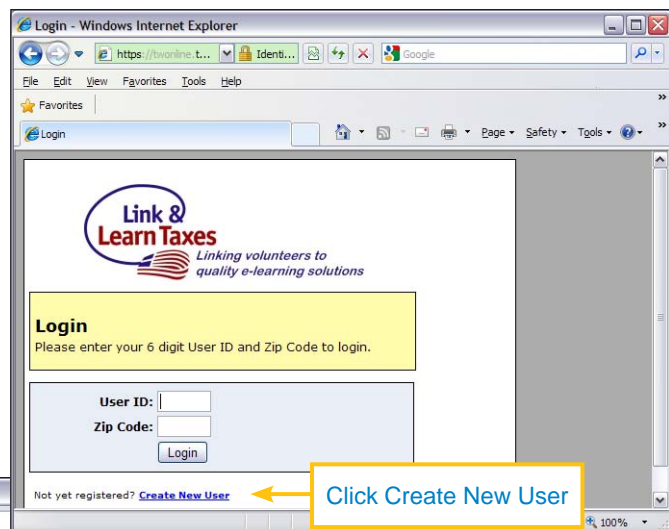 Login - Windows Internet Explorer
https://twonline.t... Identi... Google
File Edit View Favorites Tools Help
Favorites »
Login Page Safety Tools »
Link &
Learn Taxes
Linking volunteers to
quality e-learning solutions
Login
Please enter your 6 digit User ID and Zip Code to login.
User ID:
Zip Code:
Login
Not yet registered? Create New User
Click Create New User
100%